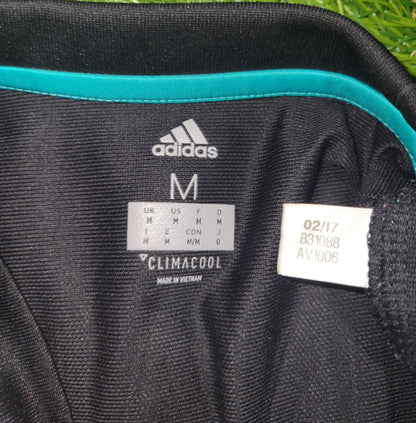 adidas
M
UK US F D
M M M M
I E CDN J
M M M/M O
CLIMACOOL
MADE IN VIETNAM
02/17
B31088
AV1006